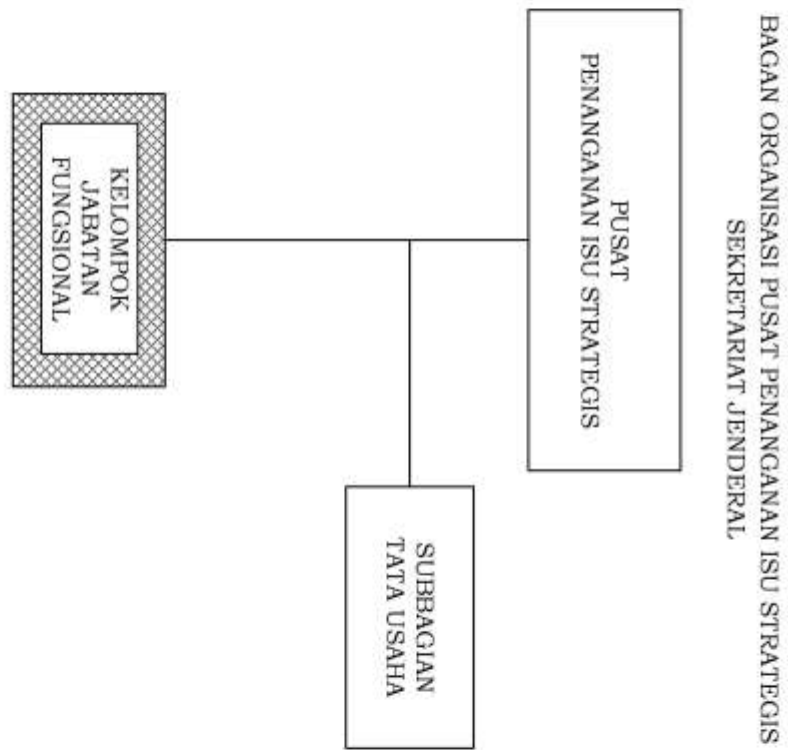 BAGAN ORGANISASI PUSAT PENANGANAN ISU STRATEGIS
SEKRETARIAT JENDERAL
PUSAT
PENANGANAN ISU STRATEGIS
SUBBAGIAN
TATA USAHA
KELOMPOK
JABATAN
FUNGSIONAL